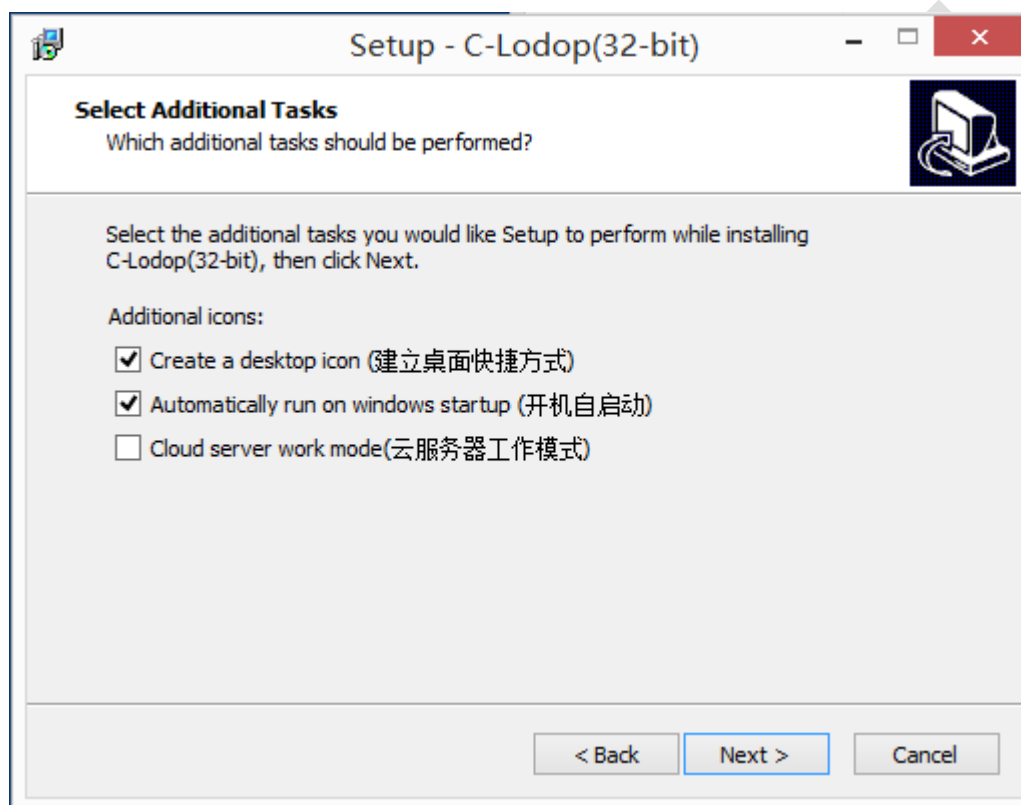 Setup - C-Lodop(32-bit)
Select Additional Tasks
Which additional tasks should be performed?
Select the additional tasks you would like Setup to perform while installing
C-Lodop(32-bit), then click Next.
Additional icons:
Create a desktop icon (建立桌面快捷方式)
Automatically run on windows startup (开机自启动)
Cloud server work mode(云服务器工作模式)
< Back
Next >
Cancel